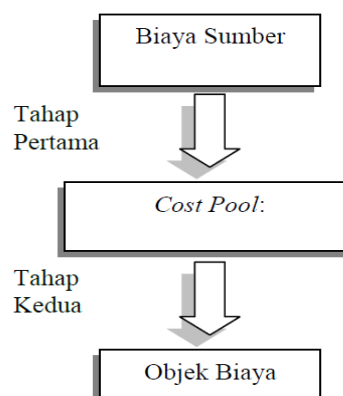 Biaya Sumber
Tahap
Pertama
Cost Pool:
Tahap
Kedua
Objek Biaya